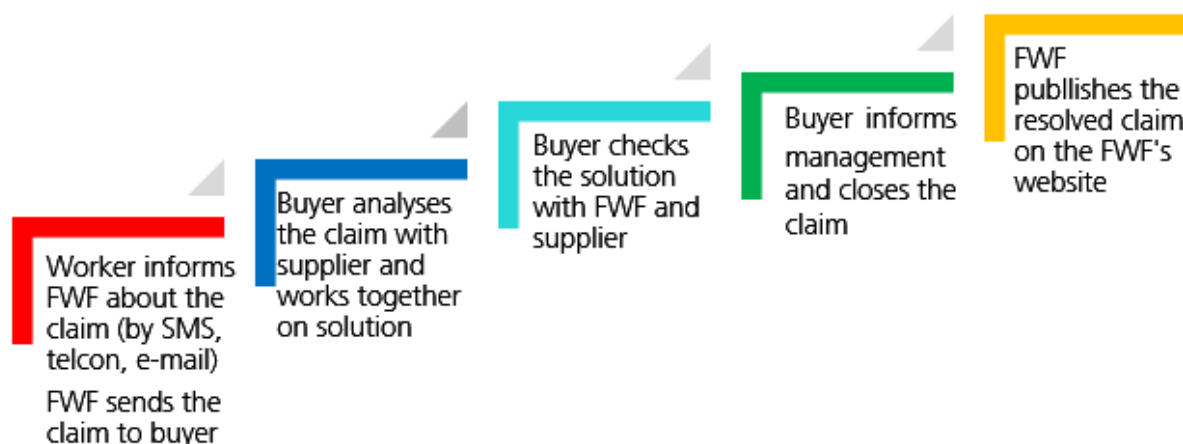 Worker informs
FWF about the
claim (by SMS,
telcon, e-mail)
FWF sends the
claim to buyer
Buyer analyses
the claim with
supplier and
works together
on solution
Buyer checks
the solution
with FWF and
supplier
Buyer informs
management
and closes the
claim
FWF
publlishes the
resolved claim
on the FWF's
website